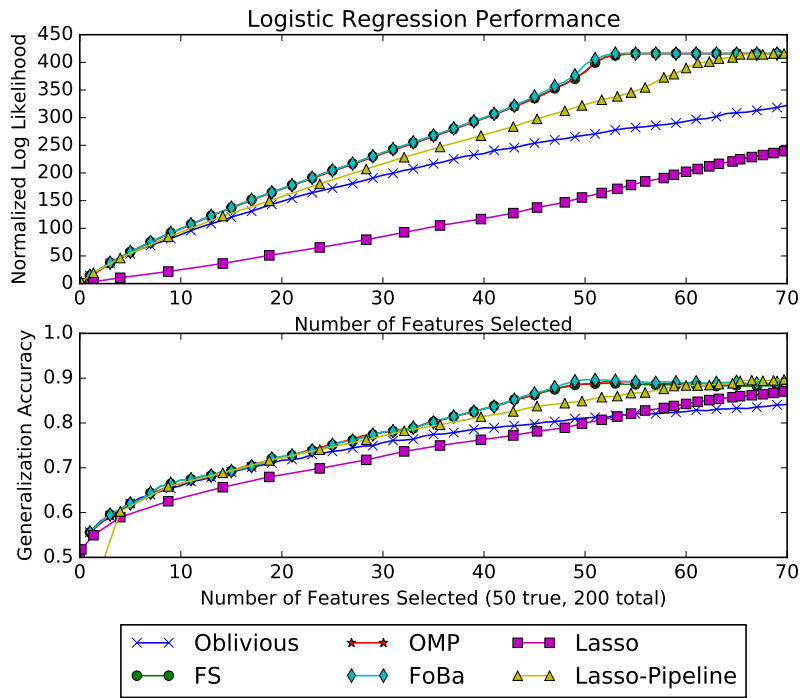 Logistic Regression Performance
Normalized Log Likelihood
450
400
350
300
250
200
150
100
50
0
0 10 20 30 40 50 60 70
Number of Features Selected
Generalization Accuracy
1.0
0.9
0.8
0.7
0.6
0.5
0 10 20 30 40 50 60 70
Number of Features Selected (50 true, 200 total)
Oblivious OMP Lasso
FS FoBa Lasso-Pipeline